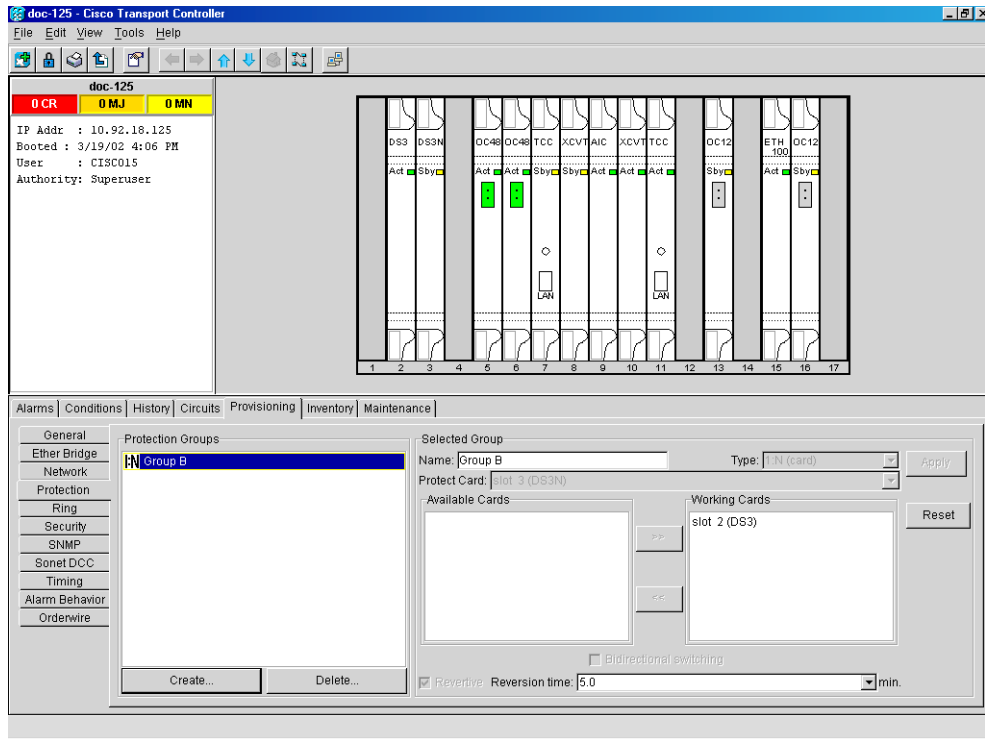 doc-125 - Cisco Transport Controller
File Edit View Tools Help
doc-125
0 CR 0 MJ 0 MN
IP Addr : 10.92.18.125
Booted : 3/19/02 4:06 PM
User : CISCO15
Authority: Superuser
DS3 DS3N OC48 OC48 TCC XCVT AIC XCVT TCC OC12 ETH 100 OC12
Act Sby Act Act Sby Sby Act Act Act Sby Act Sby
LAN LAN
1 2 3 4 5 6 7 8 9 10 11 12 13 14 15 16 17
Alarms Conditions History Circuits Provisioning Inventory Maintenance
General
Ether Bridge
Network
Protection
Ring
Security
SNMP
Sonet DCC
Timing
Alarm Behavior
Orderwire
Protection Groups
1:N Group B
Create... Delete...
Selected Group
Name: Group B Type: 1:N (card) Apply
Protect Card: slot 3 (DS3N)
Available Cards Working Cards
slot 2 (DS3) Reset
>>
<<
Bidirectional switching
Revertive Reversion time: 5.0 min.